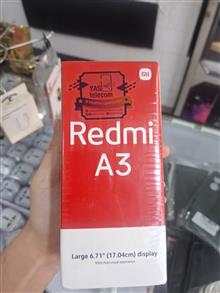 YAS
telecom
mi
Redmi
A3
Large 6.71" (17.04cm) display